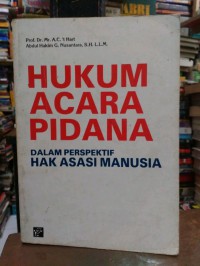 Prof. Dr. Mr. A.C. 't Hart
Abdul Hakim G. Nusantara, S.H. L.L.M.
HUKUM
ACARA
PIDANA
DALAM PERSPEKTIF
HAK ASASI MANUSIA